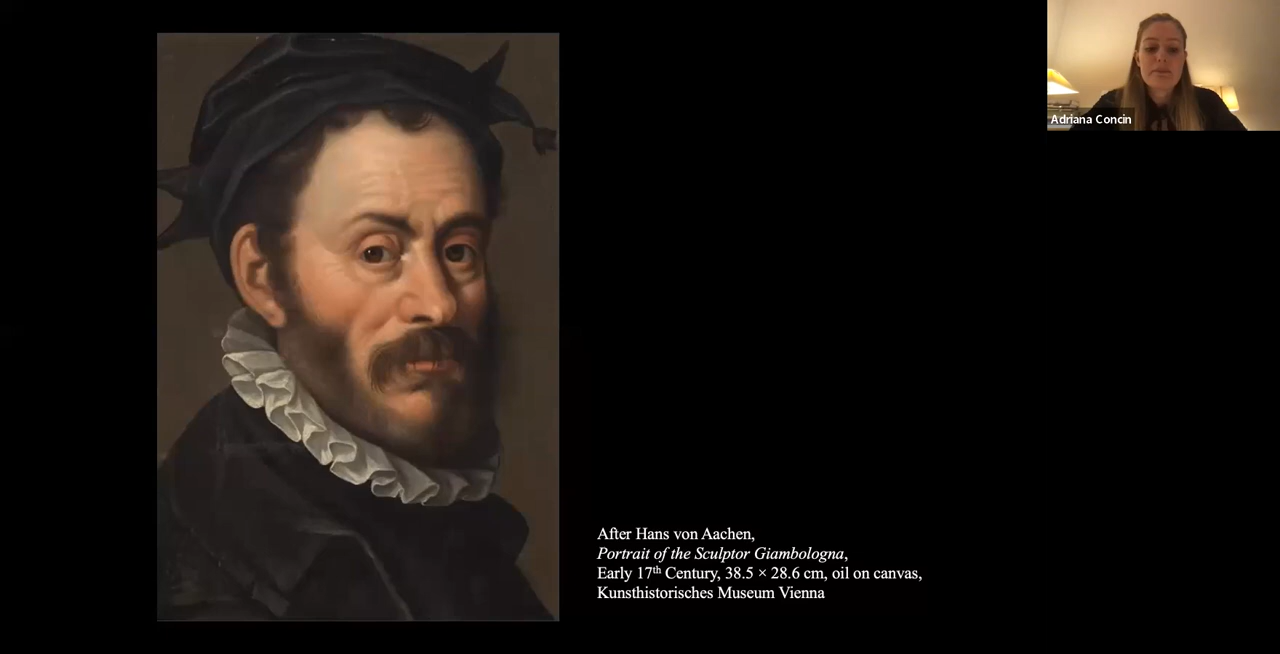 Adriana Concin
After Hans von Aachen,
Portrait of the Sculptor Giambologna,
Early 17th Century, 38.5 × 28.6 cm, oil on canvas,
Kunsthistorisches Museum Vienna